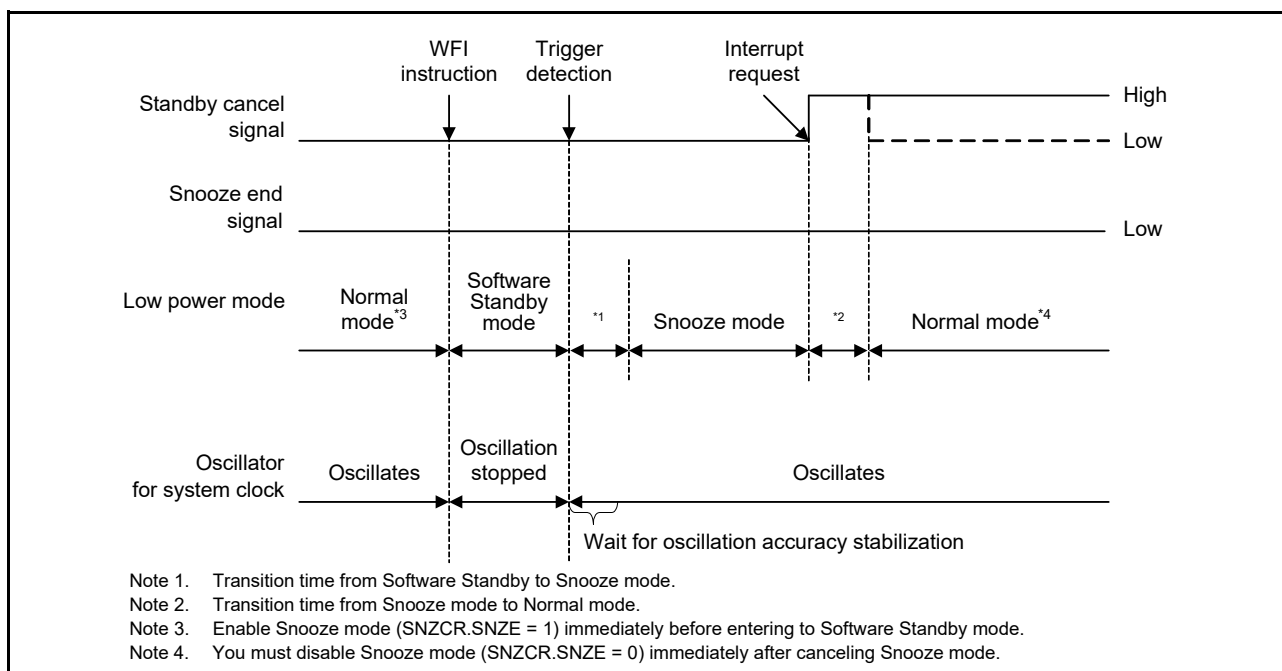 WFI
instruction
Trigger
detection
Interrupt
request
Standby cancel
signal
High
Low
Snooze end
signal
Low
Low power mode
Normal
mode*3
Software
Standby
mode
*1
Snooze mode
*2
Normal mode*4
Oscillator
for system clock
Oscillates
Oscillation
stopped
Oscillates
Wait for oscillation accuracy stabilization
Note 1. Transition time from Software Standby to Snooze mode.
Note 2. Transition time from Snooze mode to Normal mode.
Note 3. Enable Snooze mode (SNZCR.SNZE = 1) immediately before entering to Software Standby mode.
Note 4. You must disable Snooze mode (SNZCR.SNZE = 0) immediately after canceling Snooze mode.